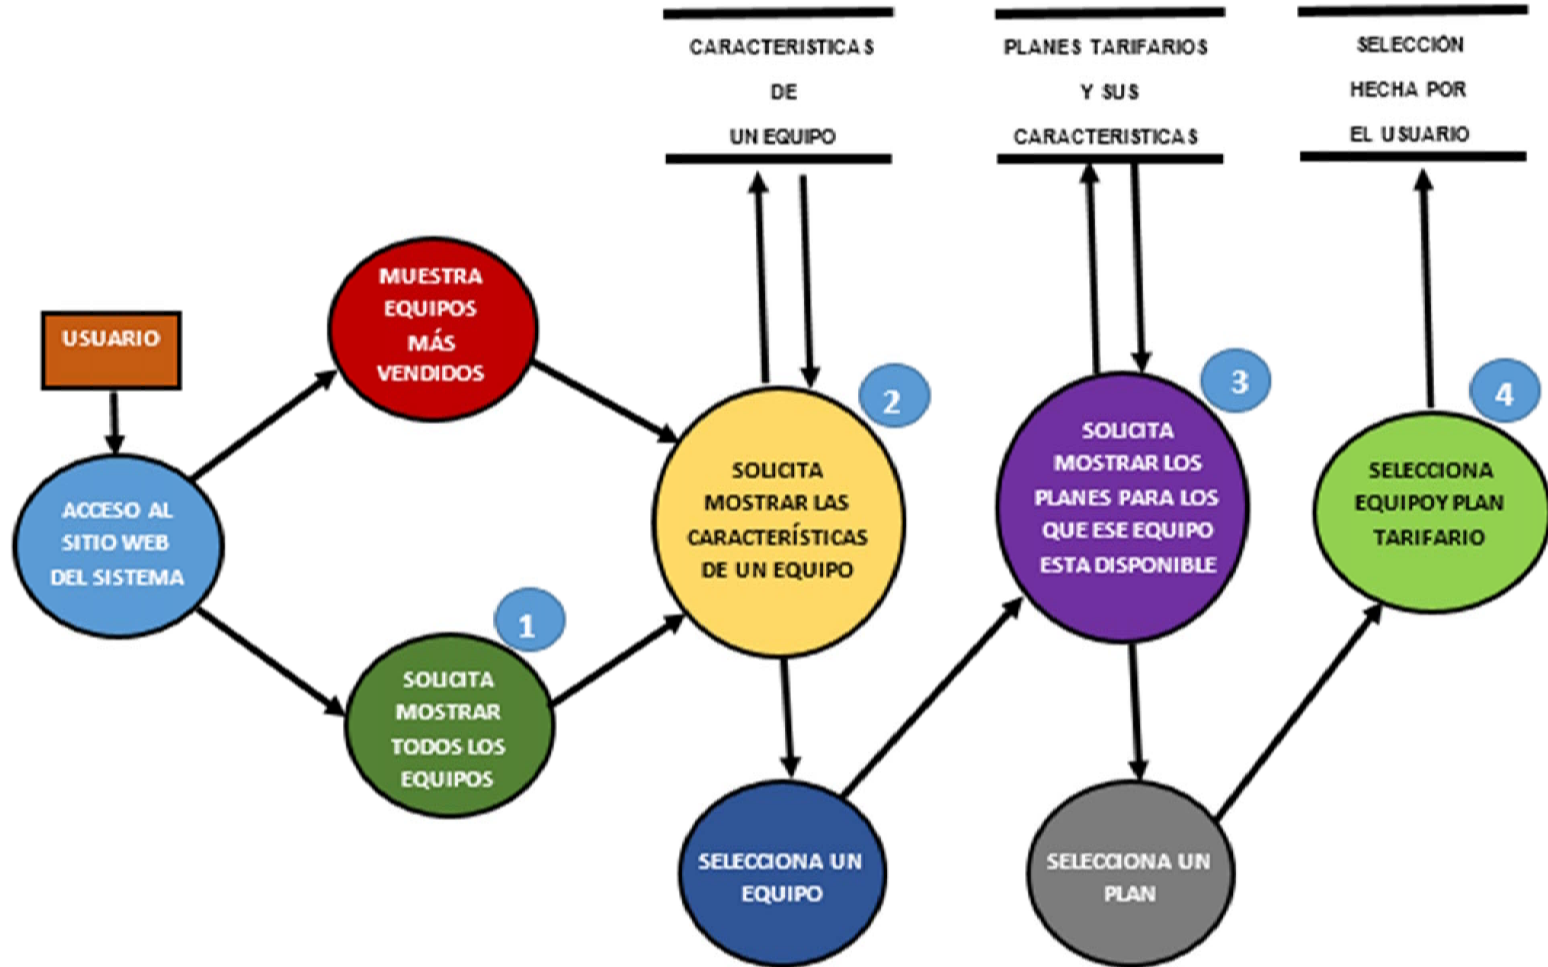 CARACTERISTICAS
DE
UN EQUIPO
PLANES TARIFARIOS
Y SUS
CARACTERISTICAS
SELECCIÓN
HECHA POR
EL USUARIO
USUARIO
MUESTRA
EQUIPOS
MÁS
VENDIDOS
ACCESO AL
SITIO WEB
DEL SISTEMA
1
SOLICITA
MOSTRAR
TODOS LOS
EQUIPOS
2
SOLICITA
MOSTRAR LAS
CARACTERÍSTICAS
DE UN EQUIPO
SELECCIONA UN
EQUIPO
3
SOLICITA
MOSTRAR LOS
PLANES PARA LOS
QUE ESE EQUIPO
ESTA DISPONIBLE
SELECCIONA UN
PLAN
4
SELECCIONA
EQUIPOY PLAN
TARIFARIO